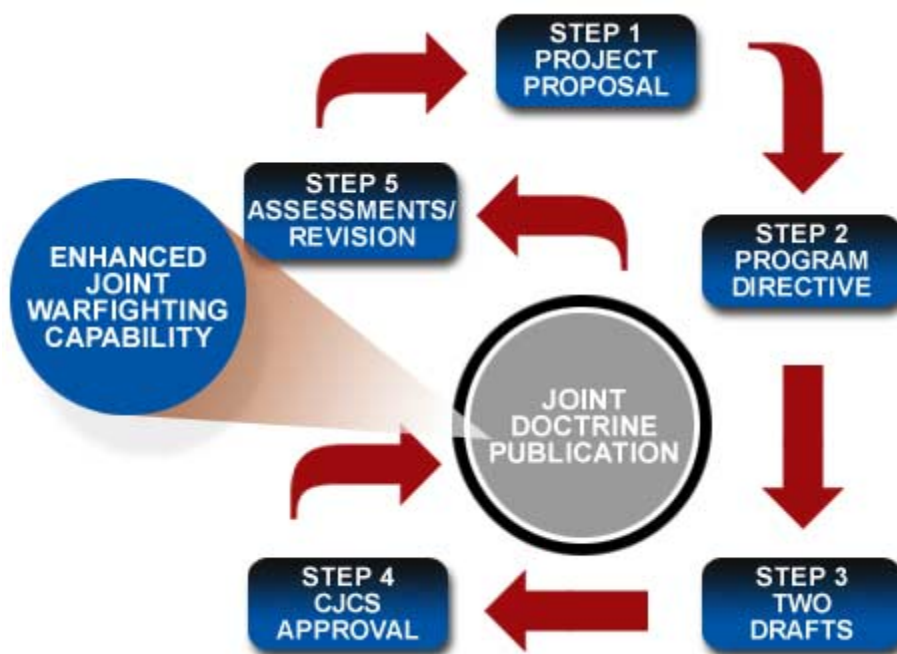 STEP 1
PROJECT
PROPOSAL
STEP 2
PROGRAM
DIRECTIVE
STEP 3
TWO
DRAFTS
STEP 4
CJCS
APPROVAL
JOINT
DOCTRINE
PUBLICATION
STEP 5
ASSESSMENTS/
REVISION
ENHANCED
JOINT
WARFIGHTING
CAPABILITY